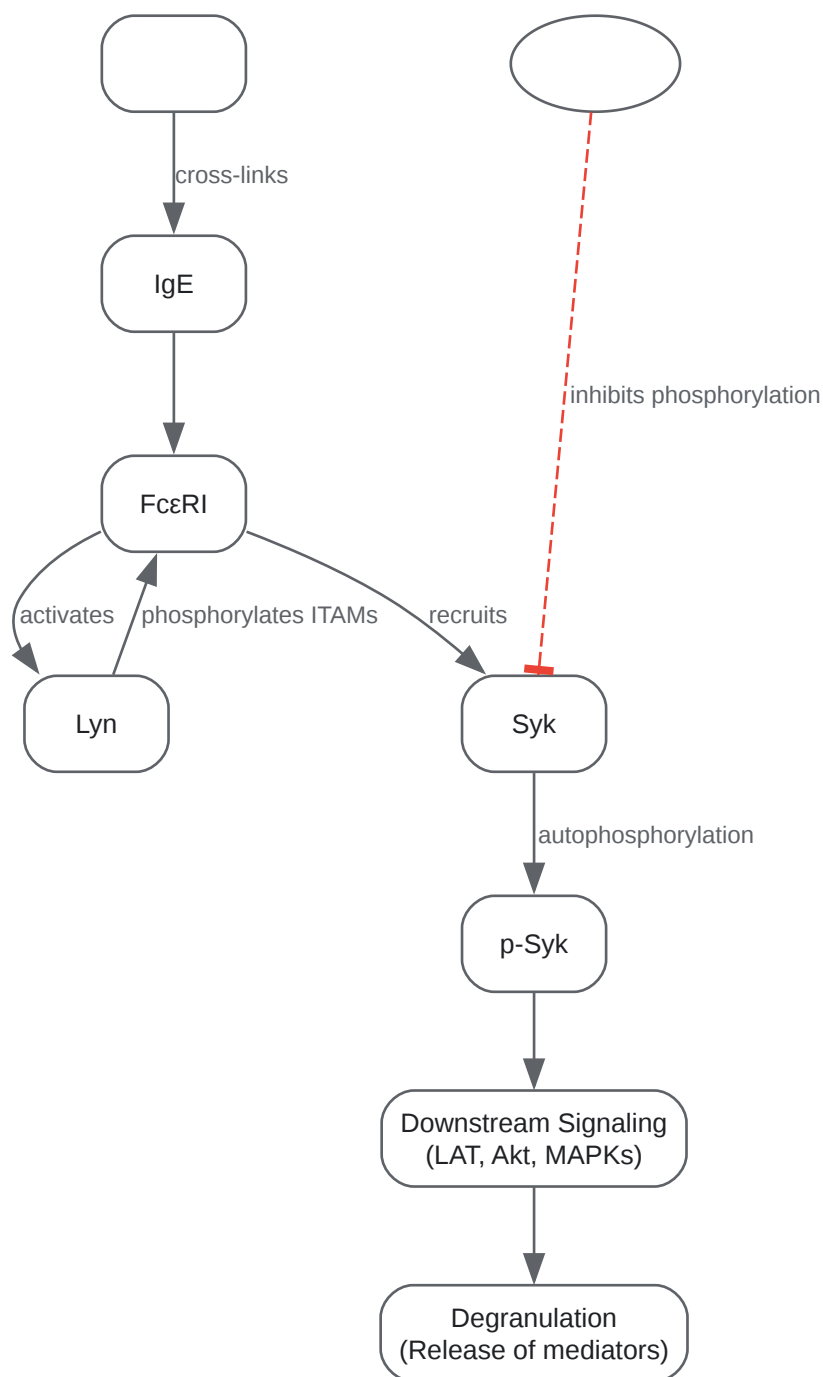 cross-links
IgE
inhibits phosphorylation
FcεRI
activates
phosphorylates ITAMs
recruits
Lyn
Syk
autophosphorylation
p-Syk
Downstream Signaling
(LAT, Akt, MAPKs)
Degranulation
(Release of mediators)